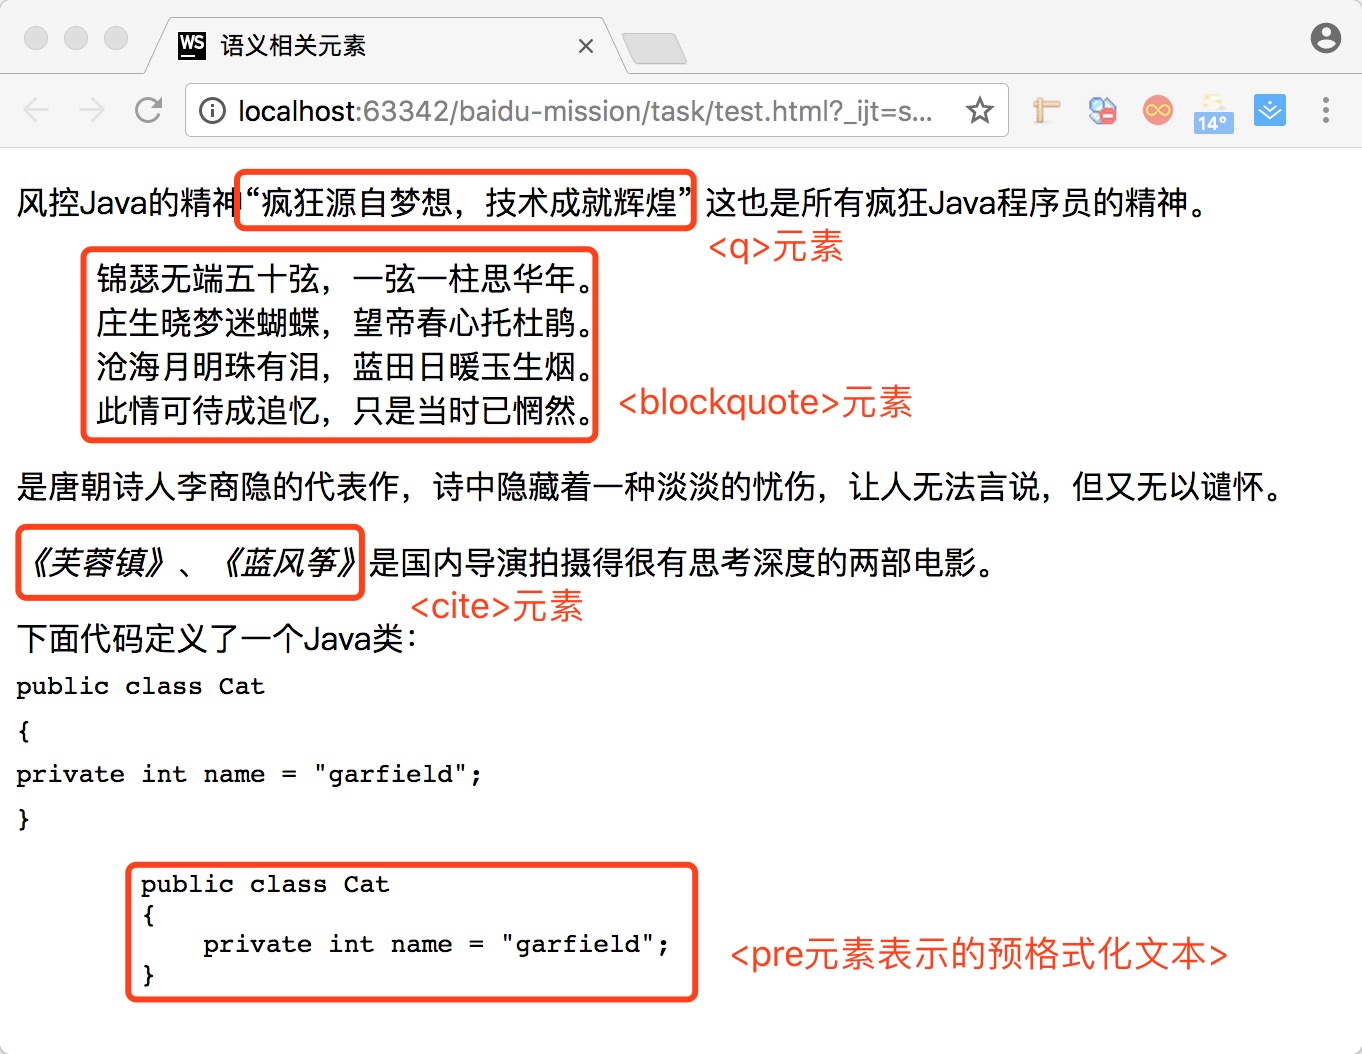 WS 语义相关元素
localhost:63342/baidu-mission/task/test.html?_ijt=s...
14°
风控Java的精神“疯狂源自梦想，技术成就辉煌” 这也是所有疯狂Java程序员的精神。
<q>元素
锦瑟无端五十弦，一弦一柱思华年。
庄生晓梦迷蝴蝶，望帝春心托杜鹃。
沧海月明珠有泪，蓝田日暖玉生烟。
此情可待成追忆，只是当时已惘然。
<blockquote>元素
是唐朝诗人李商隐的代表作，诗中隐藏着一种淡淡的忧伤，让人无法言说，但又无以谴怀。
《芙蓉镇》、《蓝风筝》是国内导演拍摄得很有思考深度的两部电影。
<cite>元素
下面代码定义了一个Java类：
public class Cat
{
private int name = "garfield";
}
public class Cat
{
    private int name = "garfield";
}
<pre元素表示的预格式化文本>